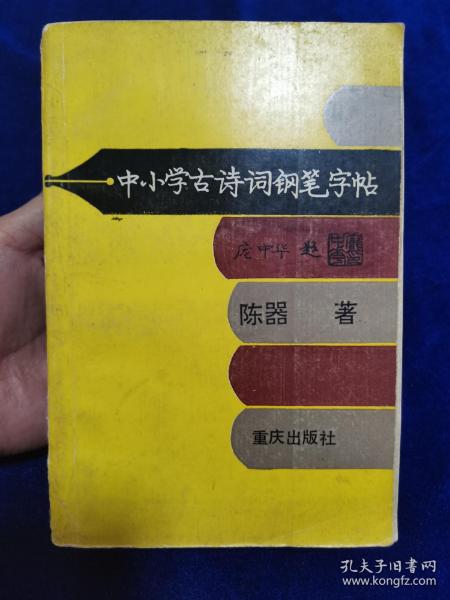 中小学古诗词钢笔字帖
庞中华 题
陈器 著
重庆出版社
孔夫子旧书网
www.kongfz.com